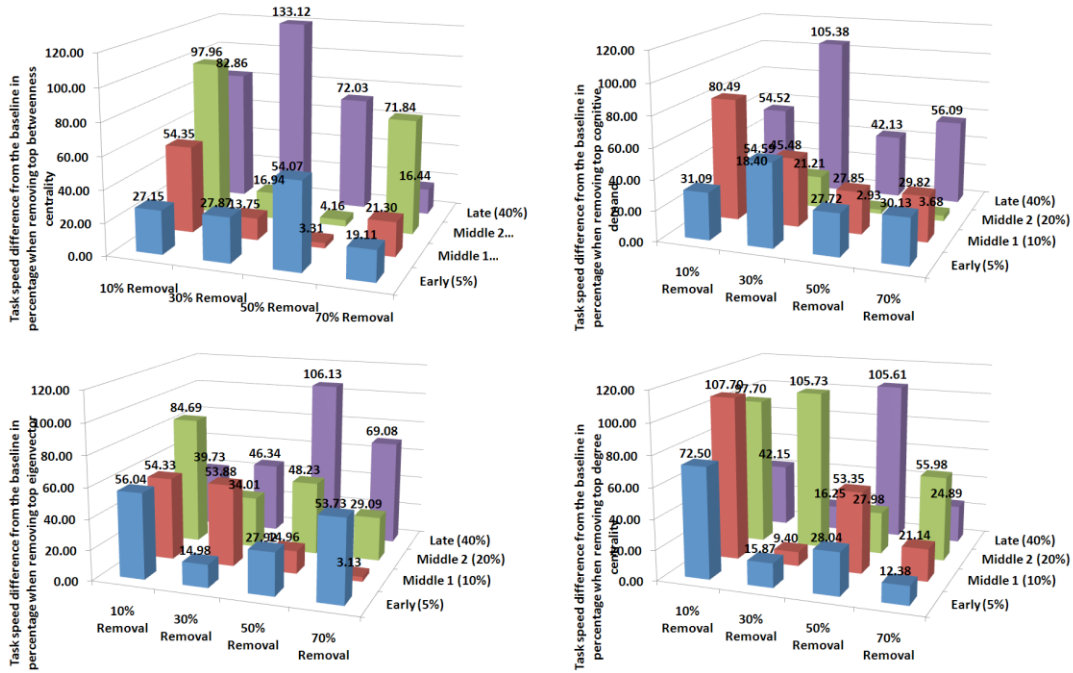 Task speed difference from the baseline in
percentage when removing top betweenness
centrality
120.00
100.00
80.00
60.00
40.00
20.00
0.00
133.12
97.96
82.86
72.03
71.84
54.35
54.07
16.94
16.44
27.15
27.87
13.75
4.16
21.30
3.31
19.11
Late (40%)
Middle 2...
Middle 1...
Early (5%)
10% Removal
30% Removal
50% Removal
70% Removal
Task speed difference from the baseline in
percentage when removing top cognitive
demand
120.00
100.00
80.00
60.00
40.00
20.00
0.00
105.38
80.49
54.52
42.13
56.09
54.59
45.48
18.40
21.21
31.09
27.85
2.93
29.82
3.68
27.72
30.13
Late (40%)
Middle 2 (20%)
Middle 1 (10%)
Early (5%)
10%
Removal
30%
Removal
50%
Removal
70%
Removal
Task speed difference from the baseline in
percentage when removing top eigenvector
120.00
100.00
80.00
60.00
40.00
20.00
0.00
106.13
84.69
69.08
54.33
39.73
46.34
56.04
53.88
34.01
48.23
53.73
29.09
14.98
3.13
Late (40%)
Middle 2 (20%)
Middle 1 (10%)
Early (5%)
10%
Removal
30%
Removal
50%
Removal
70%
Removal
Task speed difference from the baseline in
percentage when removing top degree
centrality
120.00
100.00
80.00
60.00
40.00
20.00
0.00
107.70
97.70
105.73
105.61
72.50
42.15
53.35
55.98
16.25
27.98
24.89
15.87
9.40
28.04
21.14
12.38
Late (40%)
Middle 2 (20%)
Middle 1 (10%)
Early (5%)
10%
Removal
30%
Removal
50%
Removal
70%
Removal